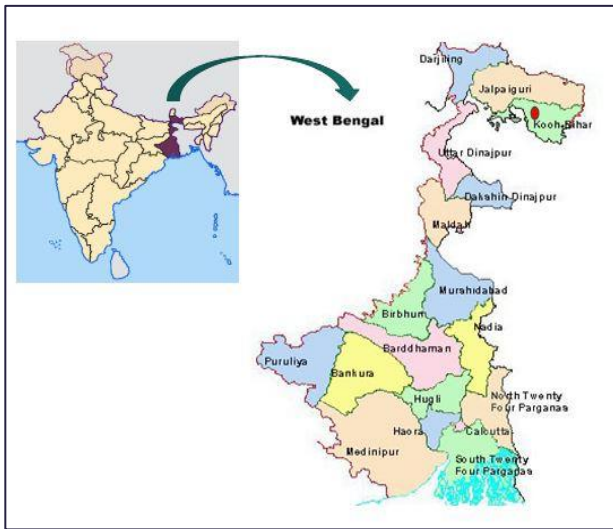 Darjiling
Jalpaiguri
West Bengal
Kooh-Bihar
Uttar Dinajpur
Dakshin Dinajpur
Maldah
Murshidabad
Birbhum
Nadia
Barddhaman
Puruliya
Bankura
Hugli
North Twenty
Four Parganas
Haora
Calcutta
Medinipur
South Twenty
Four Parganas